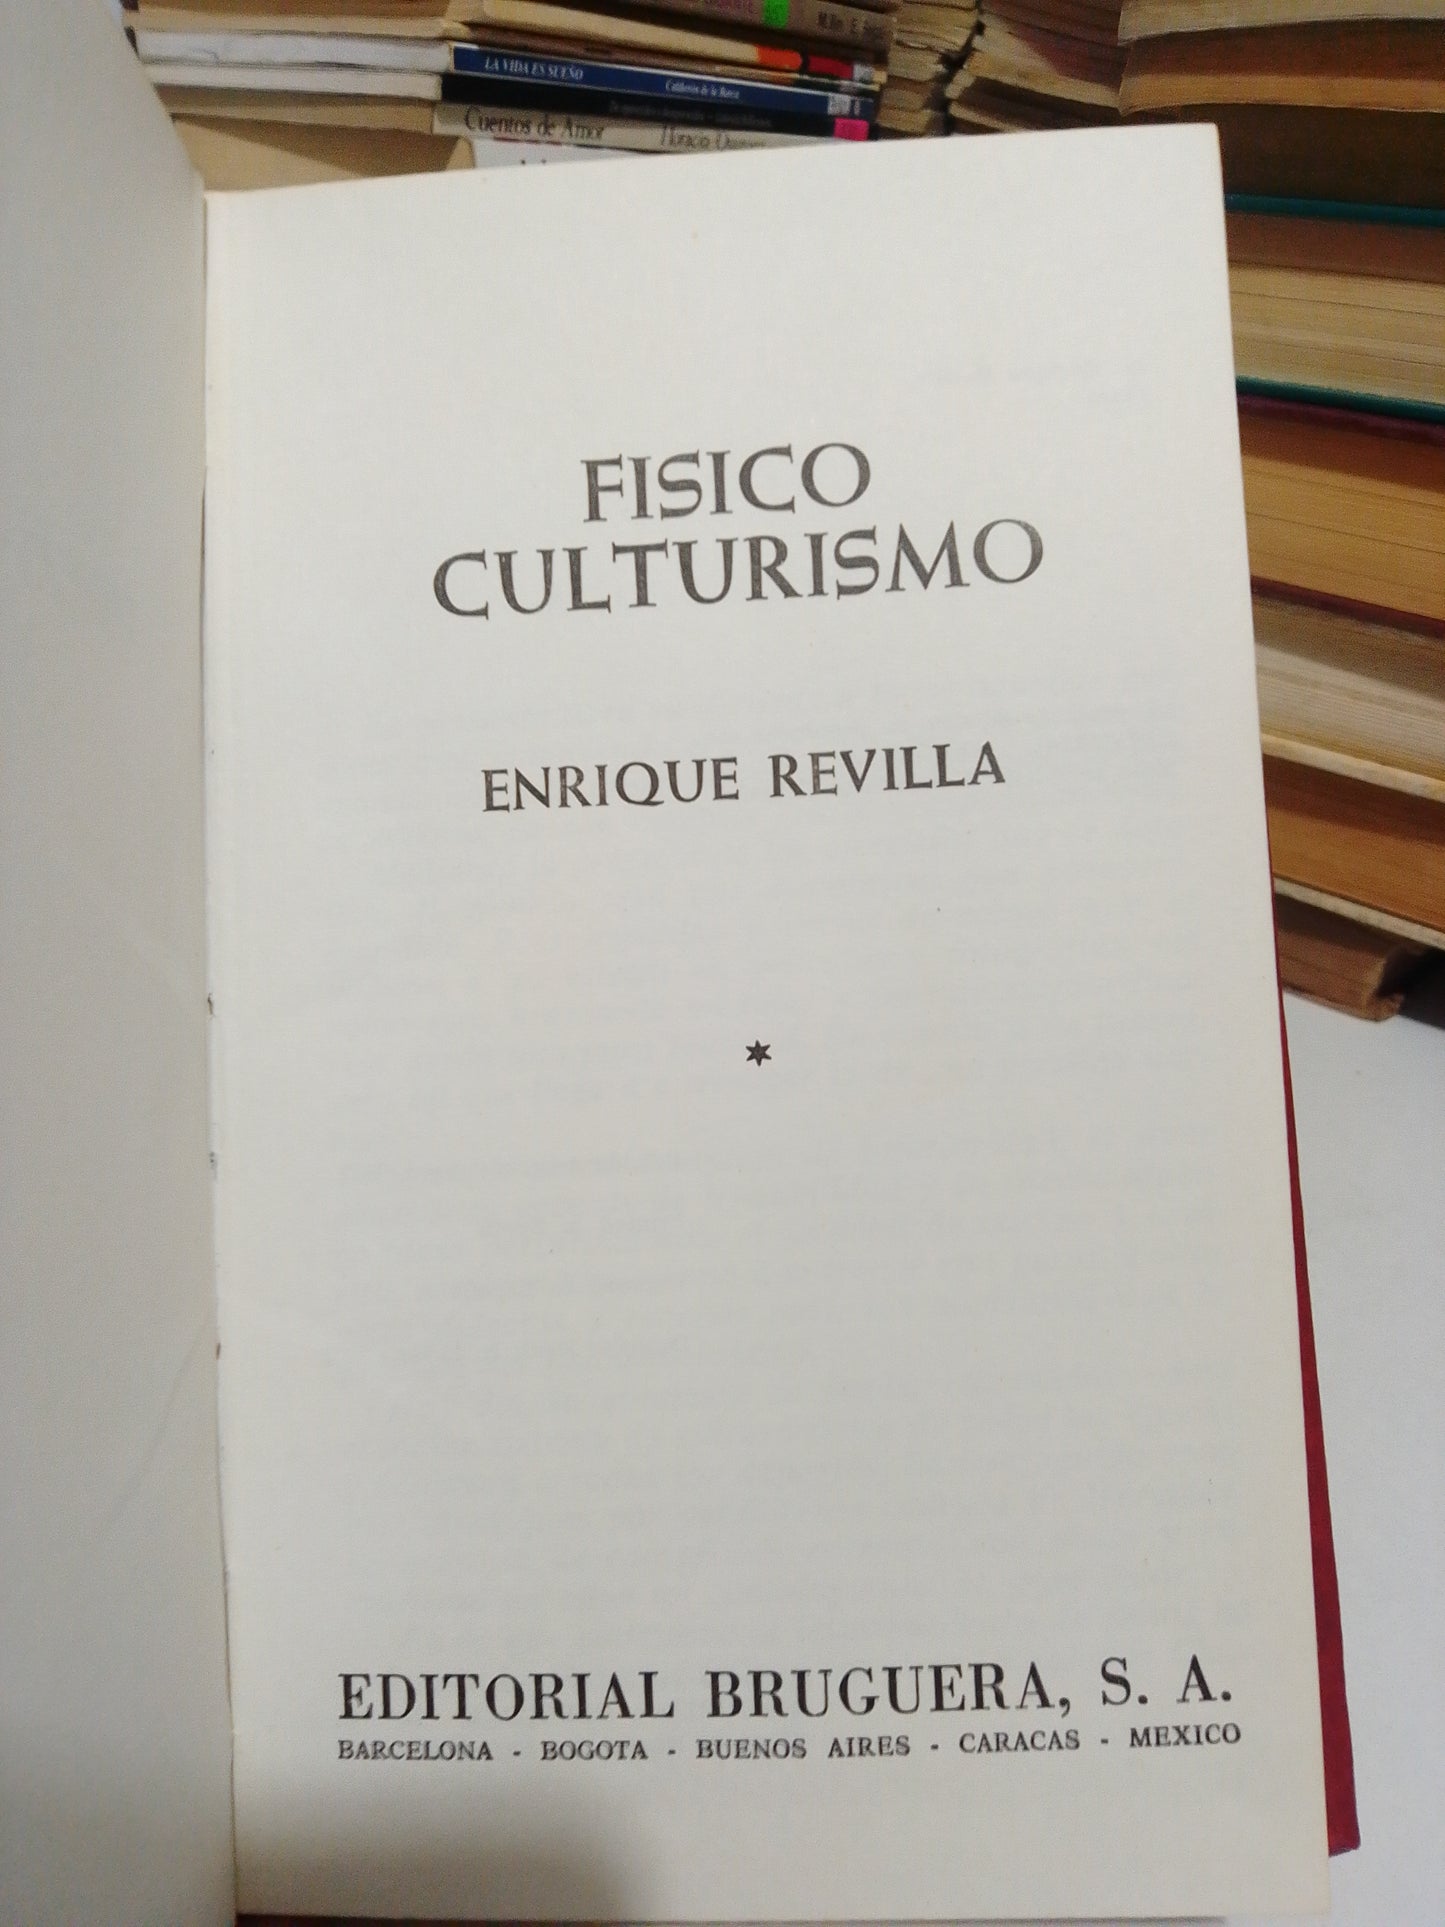 LA VIDA ES SUEÑO
Calderón de la Barca
Cuentos de Amor
Horacio
FISICO
CULTURISMO
ENRIQUE REVILLA
*
EDITORIAL BRUGUERA, S. A.
BARCELONA - BOGOTA - BUENOS AIRES - CARACAS - MEXICO